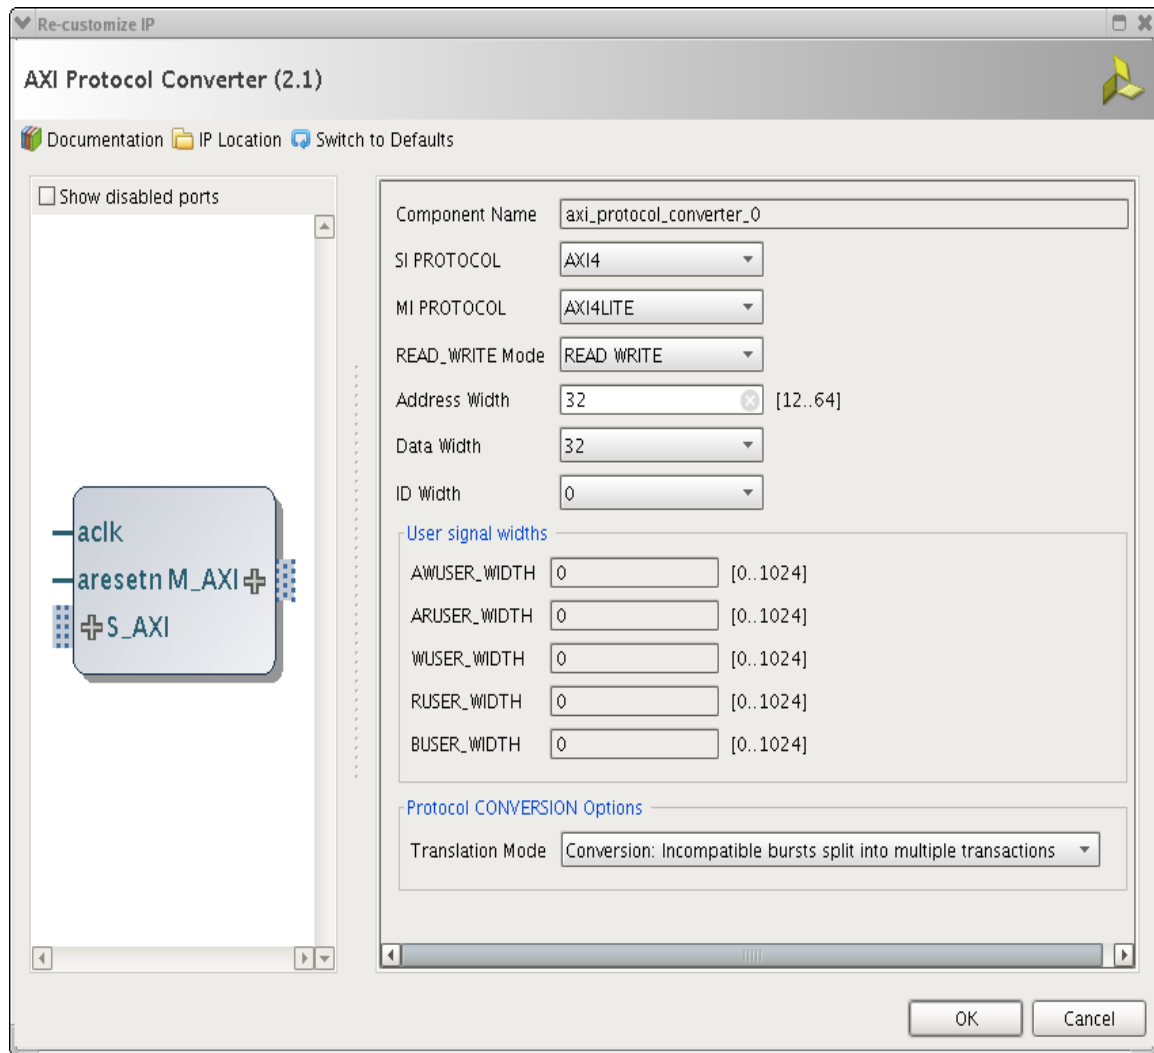 Re-customize IP
AXI Protocol Converter (2.1)
Documentation IP Location Switch to Defaults
Show disabled ports
aclk
aresetn M_AXI
S_AXI
Component Name axi_protocol_converter_0
SI PROTOCOL AXI4
MI PROTOCOL AXI4LITE
READ_WRITE Mode READ WRITE
Address Width 32 [12..64]
Data Width 32
ID Width 0
User signal widths
AWUSER_WIDTH 0 [0..1024]
ARUSER_WIDTH 0 [0..1024]
WUSER_WIDTH 0 [0..1024]
RUSER_WIDTH 0 [0..1024]
BUSER_WIDTH 0 [0..1024]
Protocol CONVERSION Options
Translation Mode Conversion: Incompatible bursts split into multiple transactions
OK Cancel